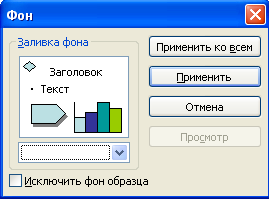 Фон
Заливка фона
Заголовок
• Текст
Применить ко всем
Применить
Отмена
Просмотр
Исключить фон образца